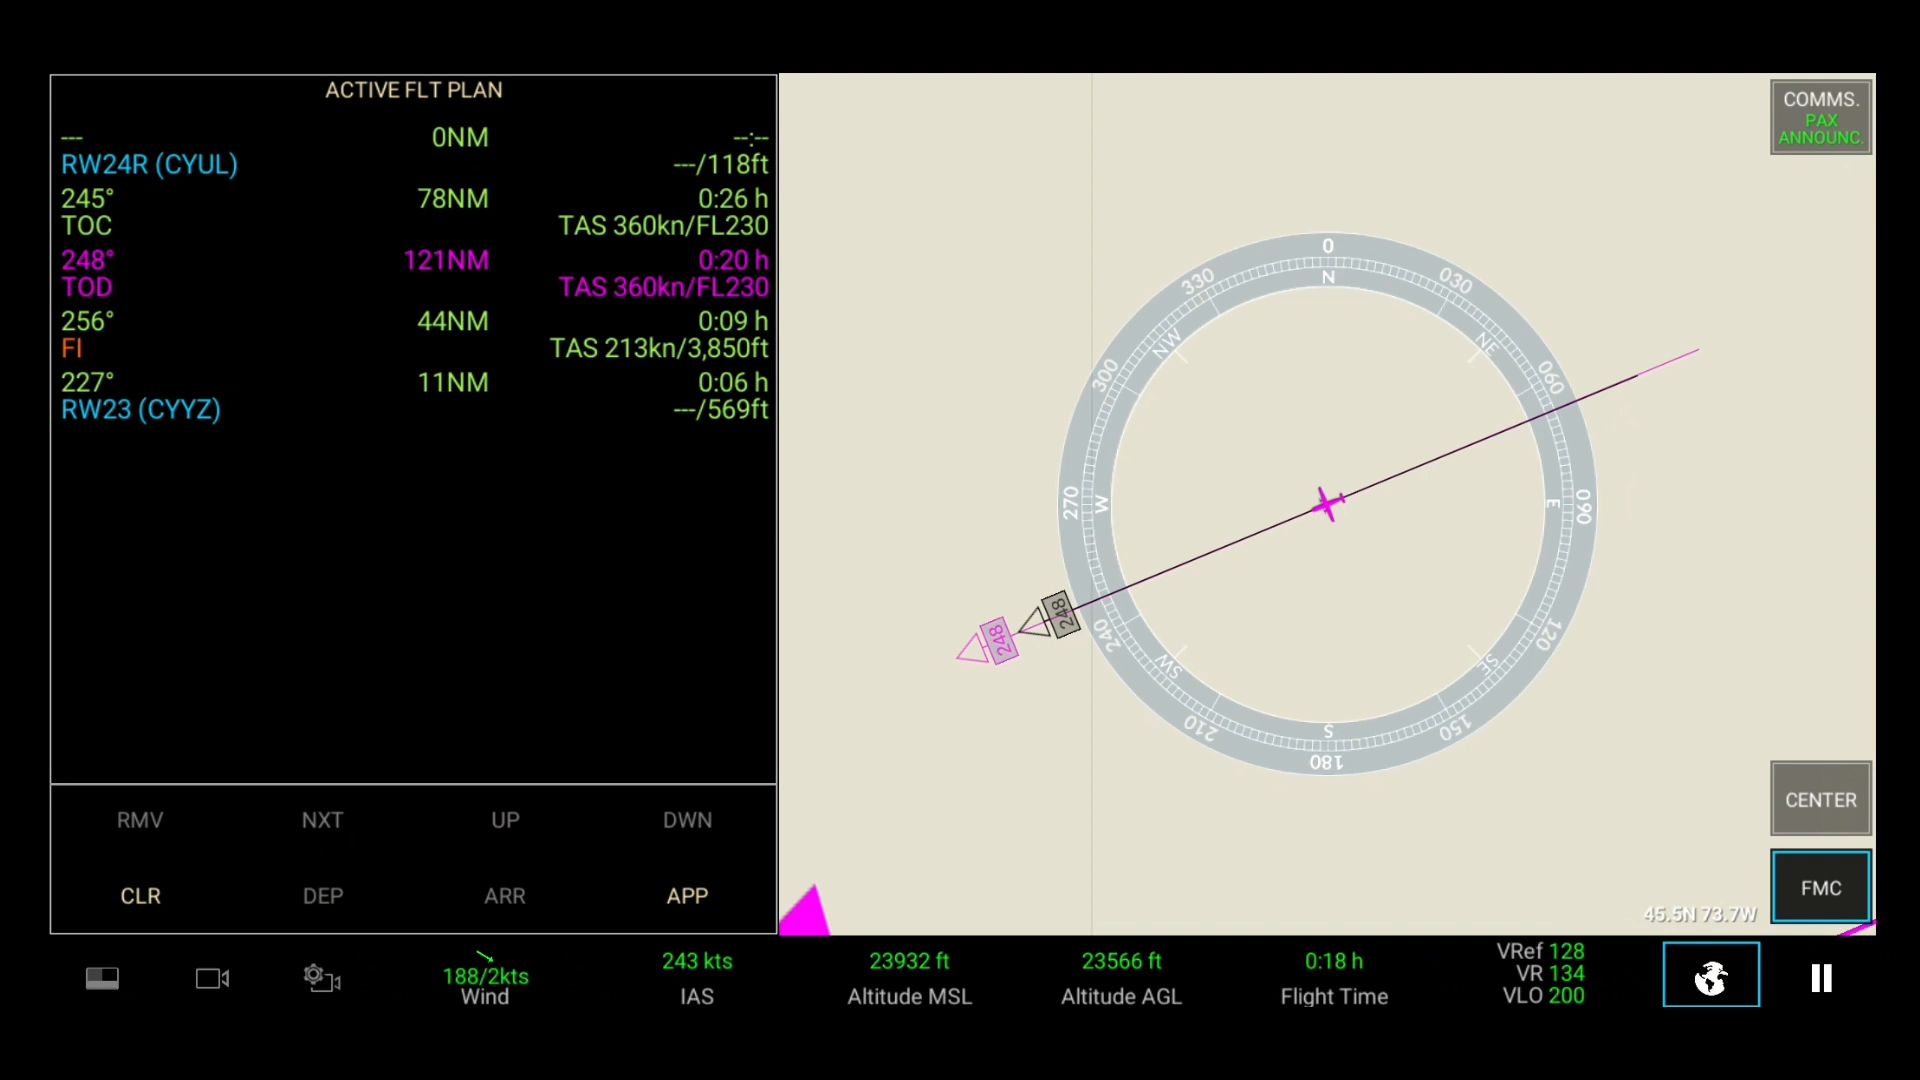 ACTIVE FLT PLAN
--- 0NM --:--
RW24R (CYUL) ---/118ft
245° 78NM 0:26 h
TOC TAS 360kn/FL230
248° 121NM 0:20 h
TOD TAS 360kn/FL230
256° 44NM 0:09 h
FI TAS 213kn/3,850ft
227° 11NM 0:06 h
RW23 (CYYZ) ---/569ft
RMV NXT UP DWN
CLR DEP ARR APP
COMMS.
PAX
ANNOUNC.
0
N
330
030
NW
NE
300
060
270
W
E
090
248
248
240
120
SW
SE
210
150
S
180
CENTER
FMC
45.5N 73.7W
188/2kts
Wind
243 kts
IAS
23932 ft
Altitude MSL
23566 ft
Altitude AGL
0:18 h
Flight Time
VRef 128
VR 134
VLO 200